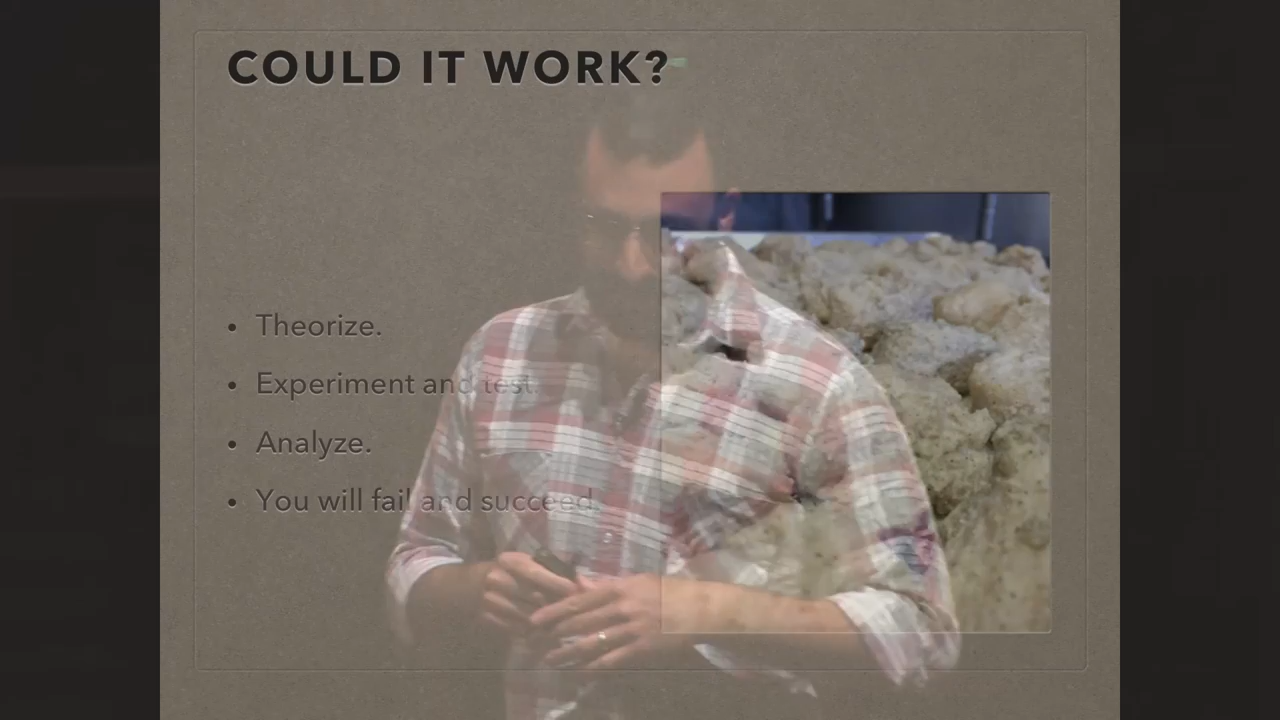 COULD IT WORK?
Theorize.
Experiment and test.
Analyze.
You will fail and succeed.